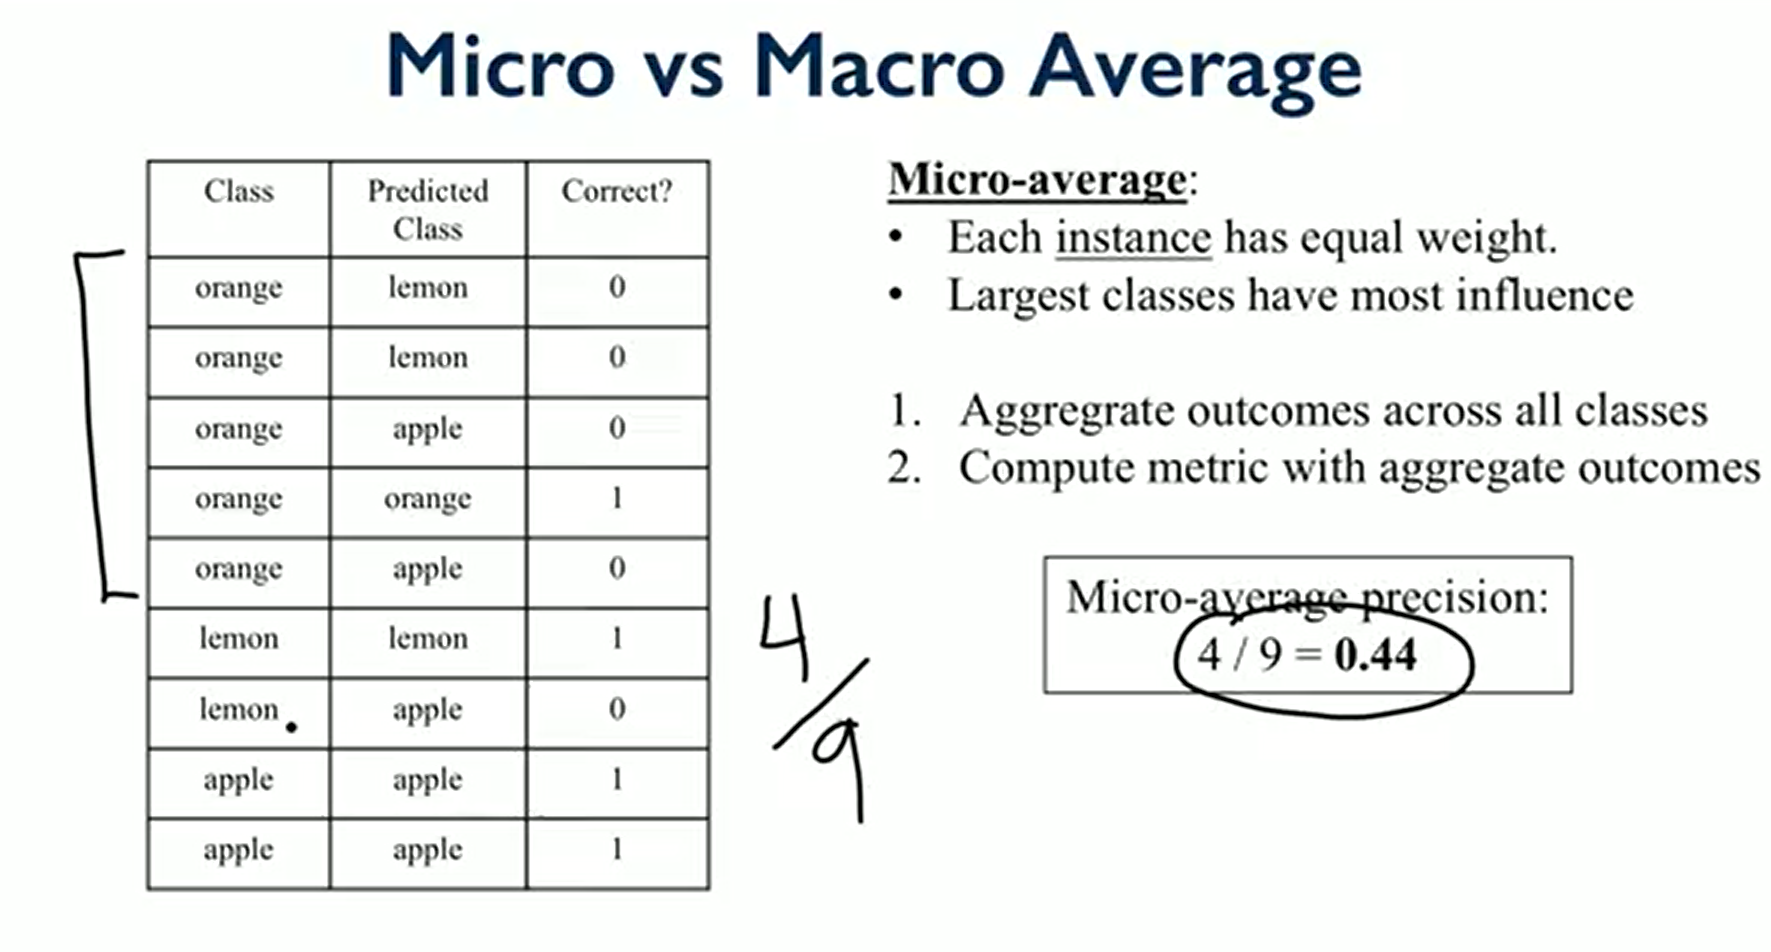 Micro vs Macro Average
Class Predicted Class Correct?
orange lemon 0
orange lemon 0
orange apple 0
orange orange 1
orange apple 0
lemon lemon 1
lemon apple 0
apple apple 1
apple apple 1
4/9
Micro-average:
• Each instance has equal weight.
• Largest classes have most influence
1. Aggregrate outcomes across all classes
2. Compute metric with aggregate outcomes
Micro-average precision:
4 / 9 = 0.44